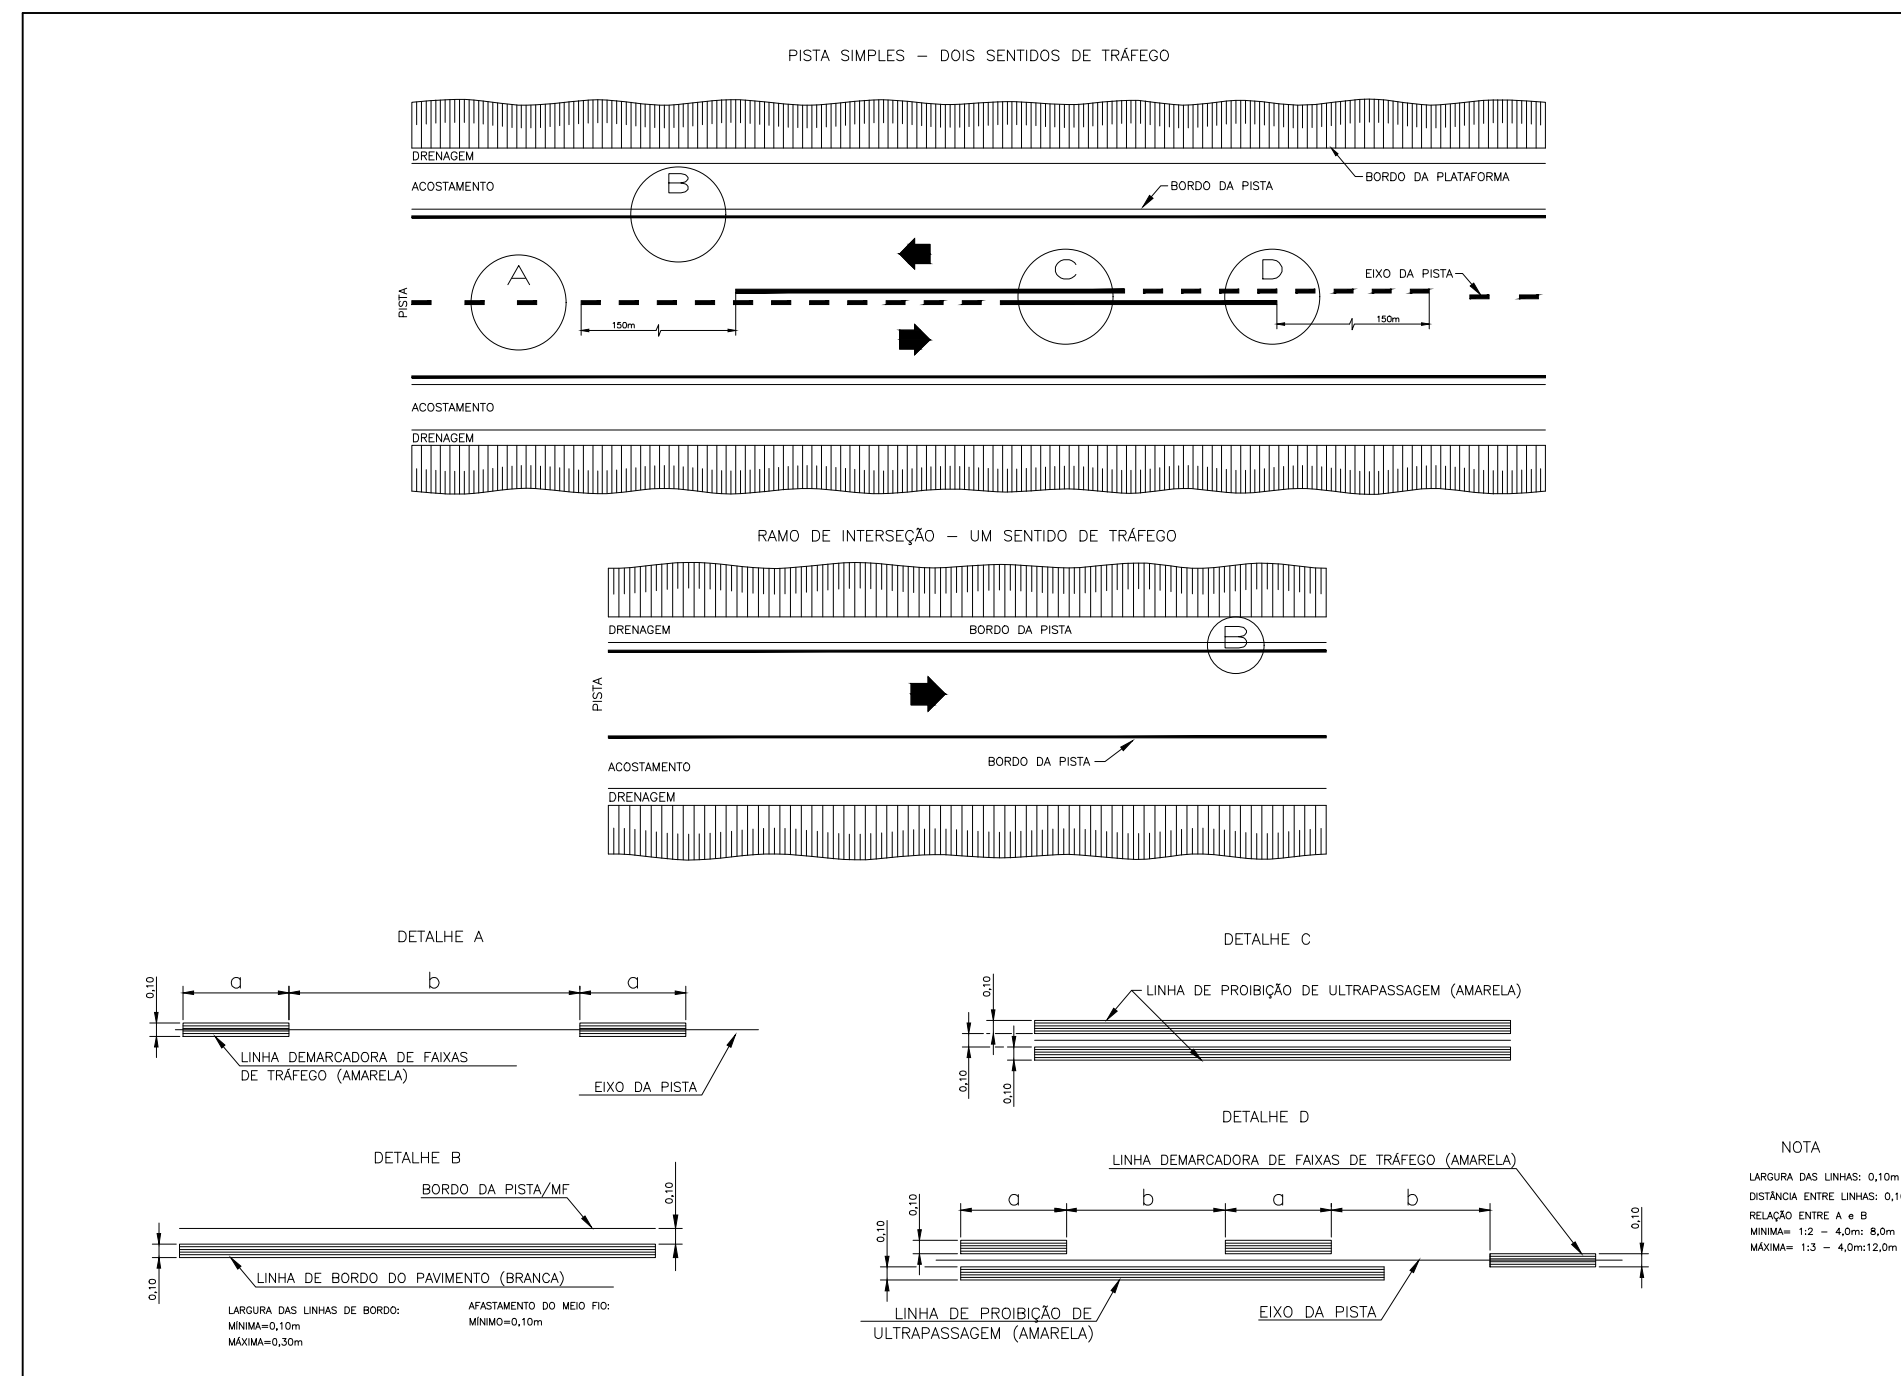 PISTA SIMPLES – DOIS SENTIDOS DE TRÁFEGO
DRENAGEM
ACOSTAMENTO
B
BORDO DA PISTA
BORDO DA PLATAFORMA
PISTA
A
C
D
EIXO DA PISTA
150m
150m
ACOSTAMENTO
DRENAGEM
RAMO DE INTERSEÇÃO – UM SENTIDO DE TRÁFEGO
DRENAGEM
BORDO DA PISTA
B
PISTA
BORDO DA PISTA
ACOSTAMENTO
DRENAGEM
DETALHE A
0,10
a
b
a
LINHA DEMARCADORA DE FAIXAS
DE TRÁFEGO (AMARELA)
EIXO DA PISTA
DETALHE C
0,10
LINHA DE PROIBIÇÃO DE ULTRAPASSAGEM (AMARELA)
0,10
0,10
DETALHE B
BORDO DA PISTA/MF
0,10
0,10
LINHA DE BORDO DO PAVIMENTO (BRANCA)
LARGURA DAS LINHAS DE BORDO:
MÍNIMA=0,10m
MÁXIMA=0,30m
AFASTAMENTO DO MEIO FIO:
MÍNIMO=0,10m
DETALHE D
LINHA DEMARCADORA DE FAIXAS DE TRÁFEGO (AMARELA)
0,10
0,10
a
b
a
b
0,10
LINHA DE PROIBIÇÃO DE
ULTRAPASSAGEM (AMARELA)
EIXO DA PISTA
NOTA
LARGURA DAS LINHAS: 0,10m
DISTÂNCIA ENTRE LINHAS:
RELAÇÃO ENTRE A e B
MINIMA= 1:2 – 4,0m: 8,0m
MÁXIMA= 1:3 – 4,0m:12,0m